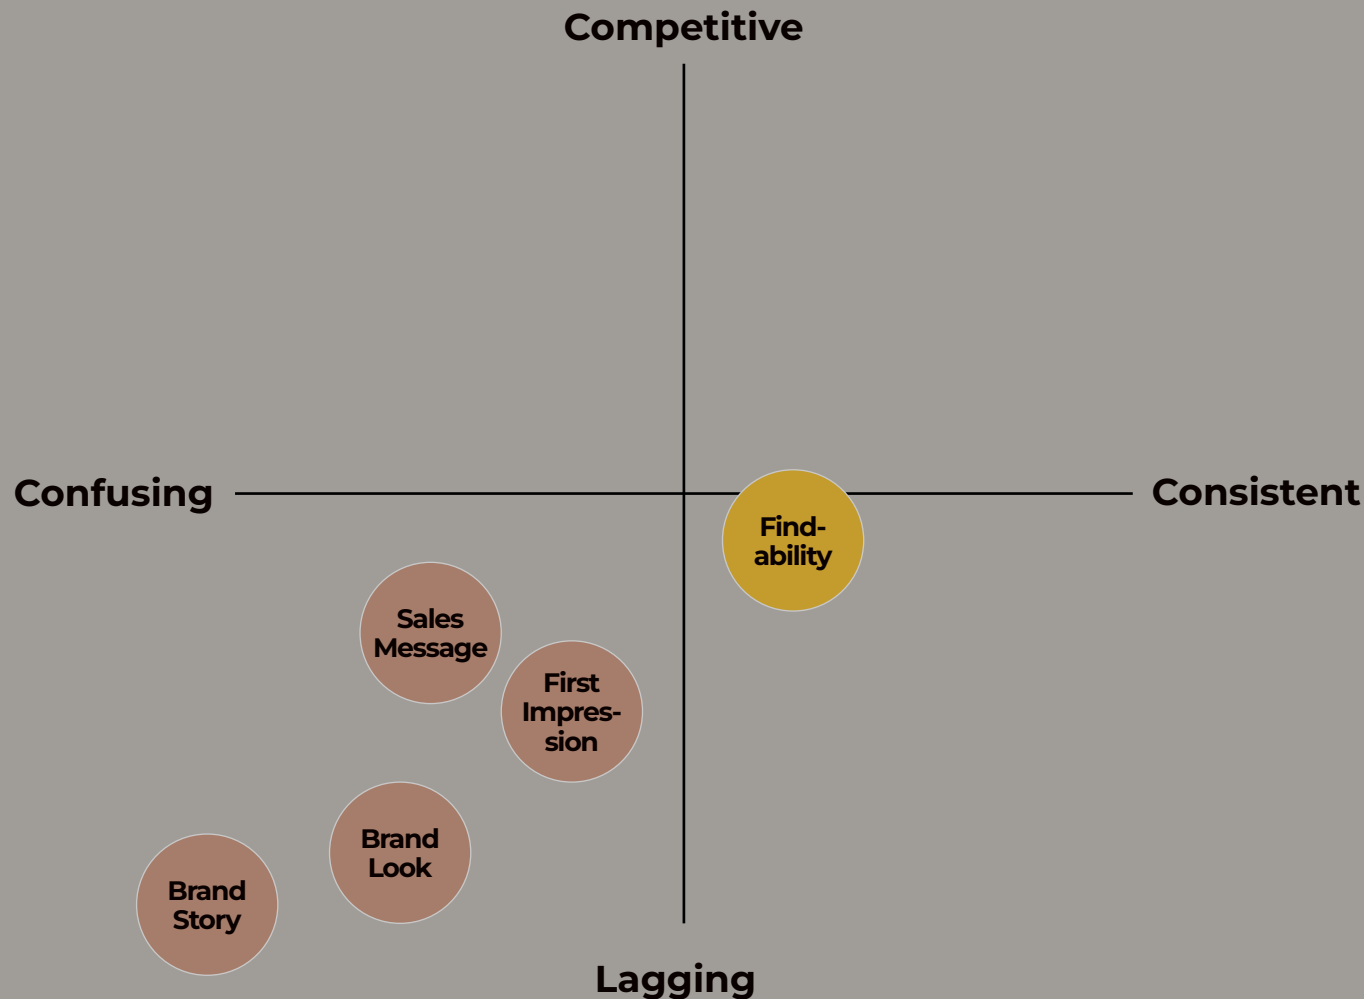 Competitive
Confusing
Consistent
Find-
ability
Sales
Message
First
Impres-
sion
Brand
Look
Brand
Story
Lagging